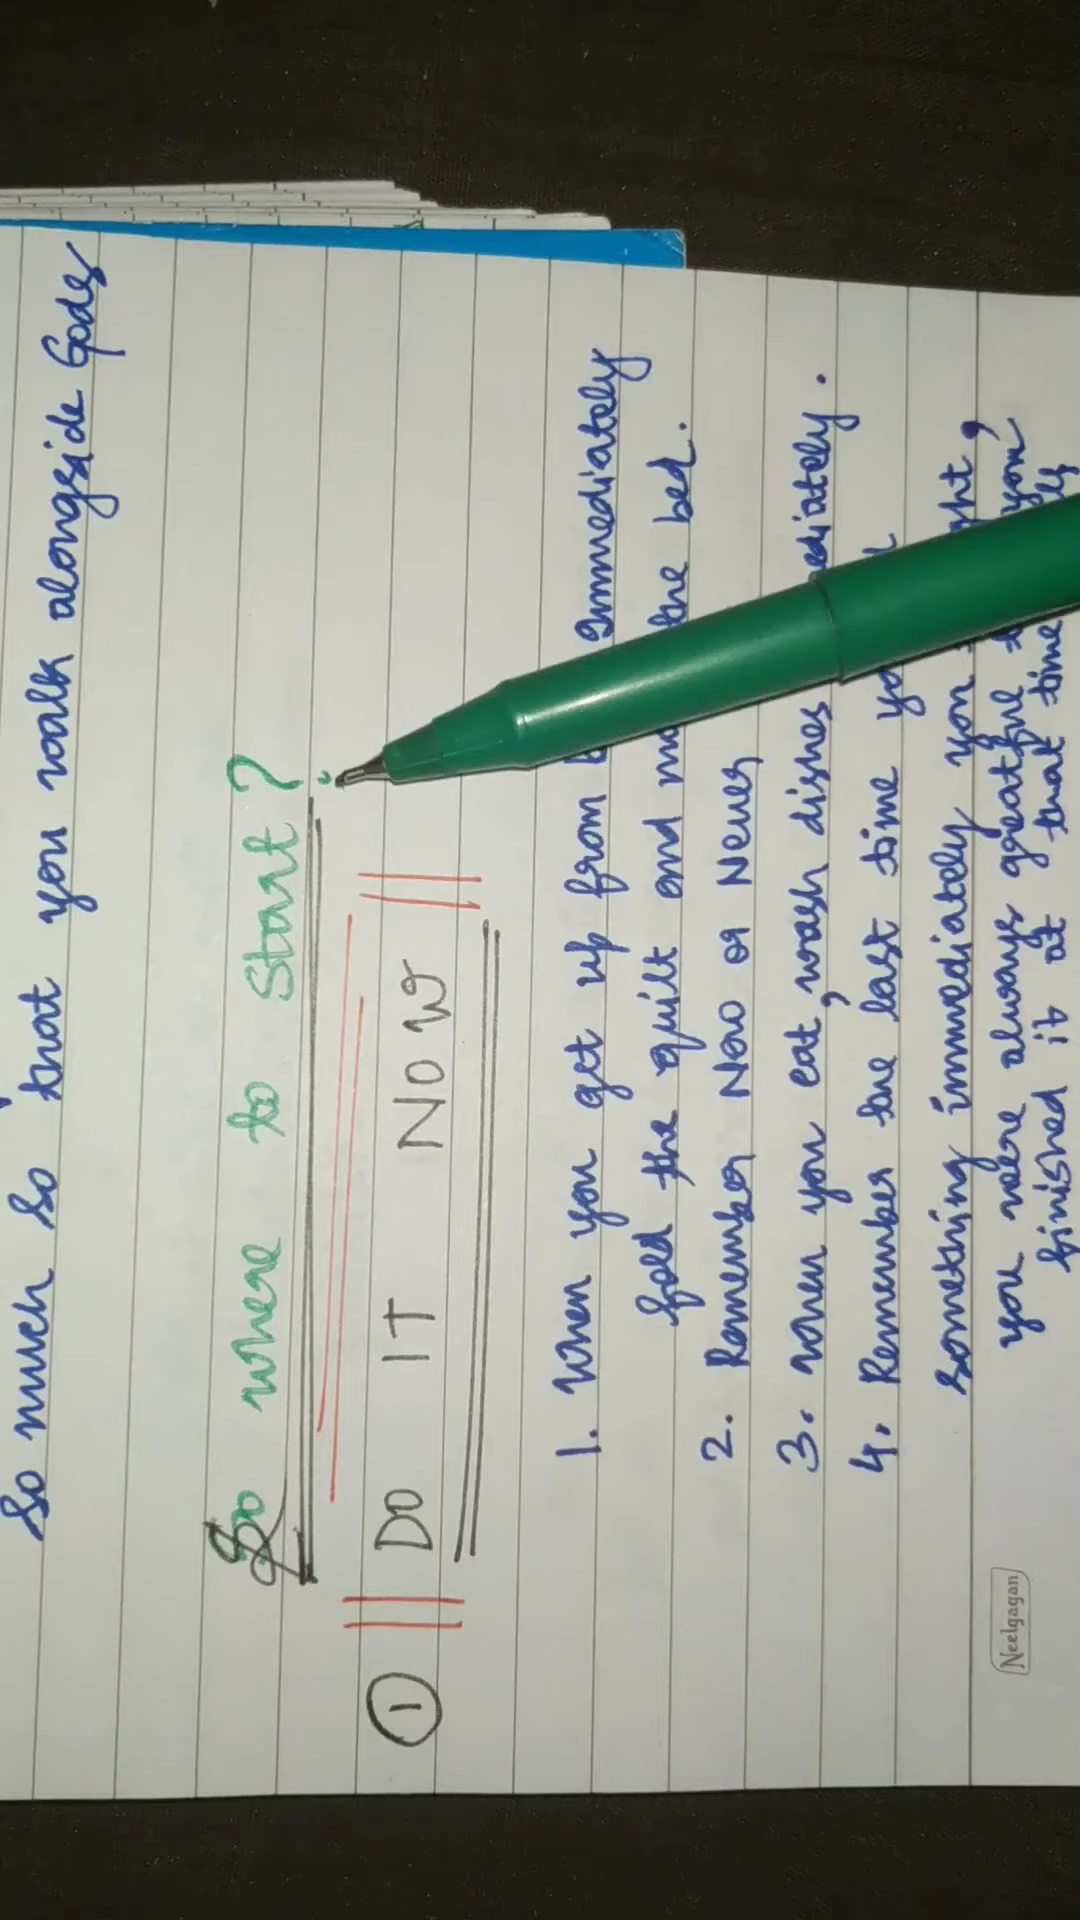 So much so that you walk alongside Gods
So where to Start?
① DO IT NOW
1. When you get up from immediately
fold the quilt and the bed.
2. Remember Now or Never
3. when you eat, wash dishes
4. Remember the last time
something immediately you
you were always greatful
finished it at that time
Neelgagan